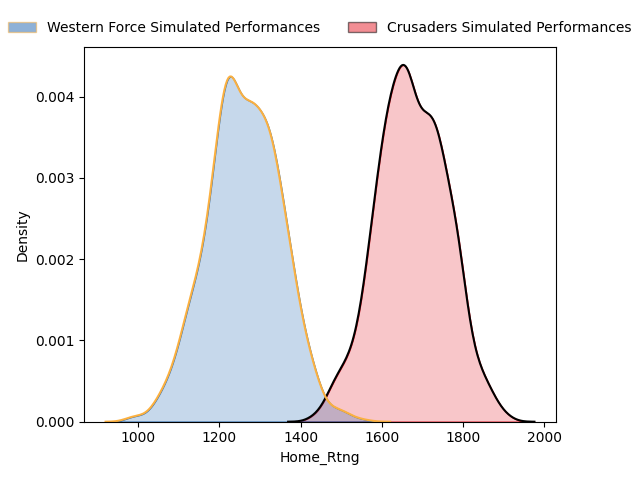 Western Force Simulated Performances
Crusaders Simulated Performances
0.004
0.003
0.002
0.001
0.000
Density
1000
1200
1400
1600
1800
2000
Home_Rtng